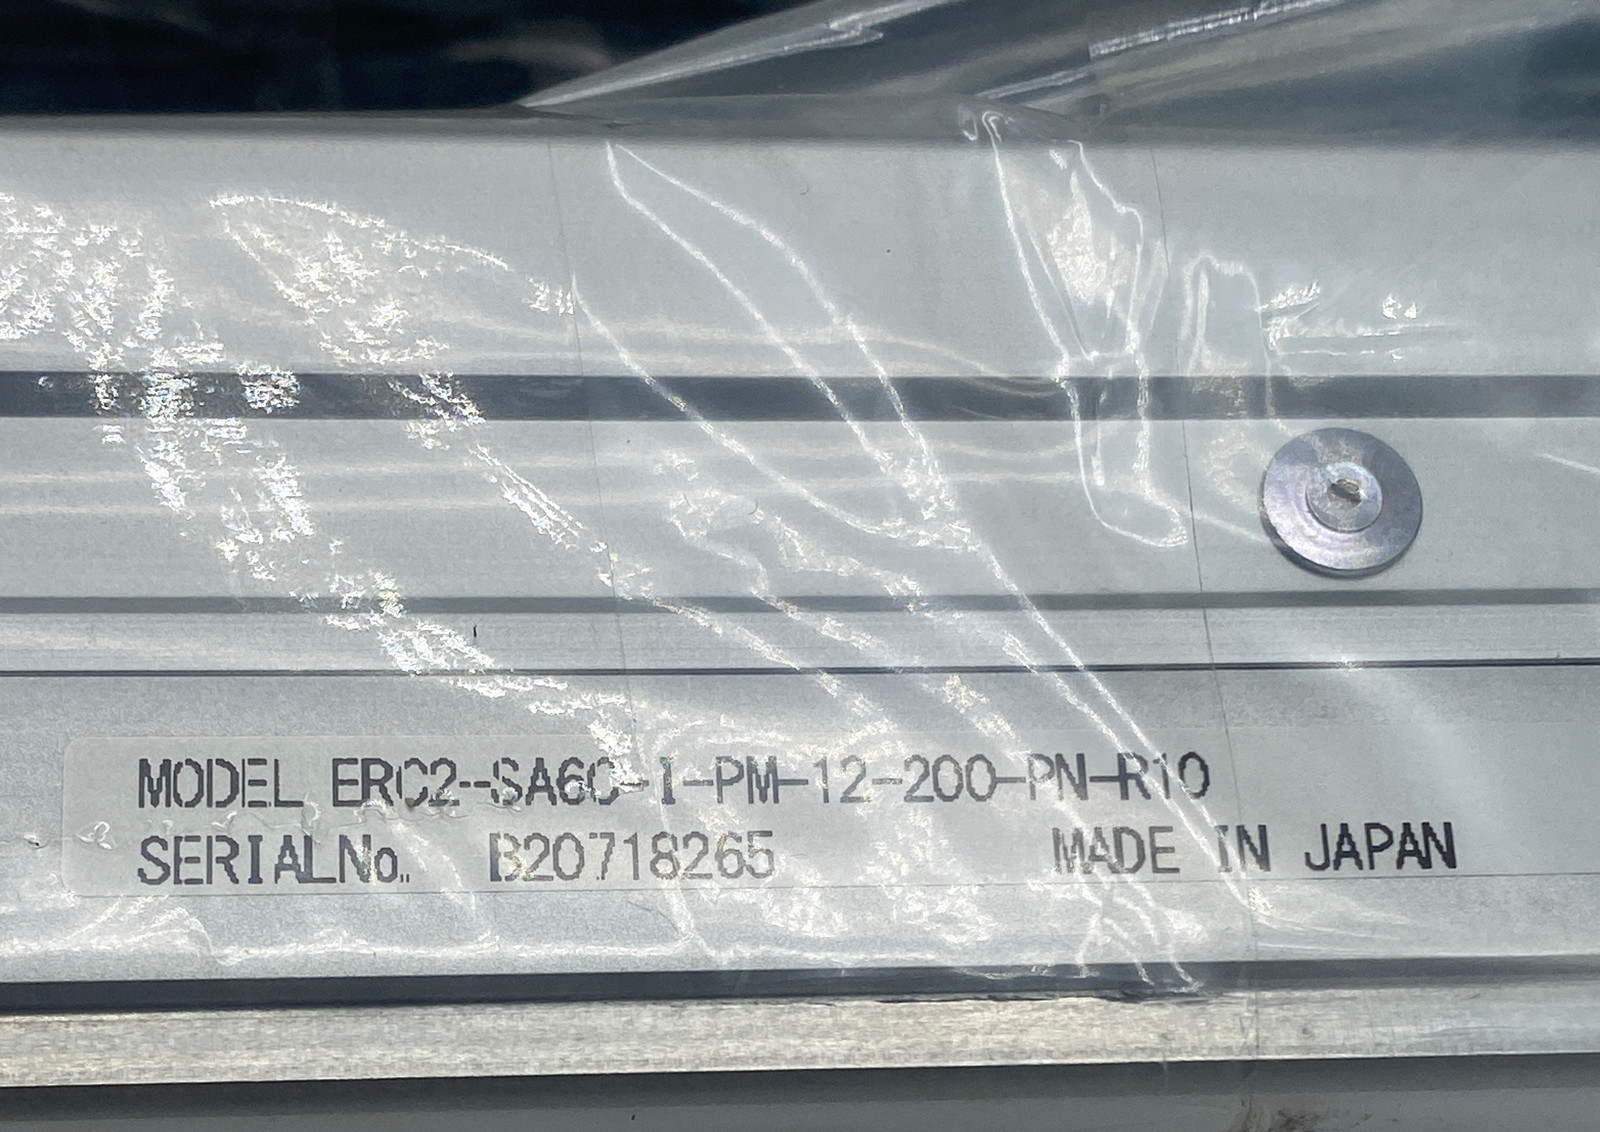 MODEL ERC2-SA6C-I-PM-12-200-PN-R10
SERIALNo. B20718265 MADE IN JAPAN